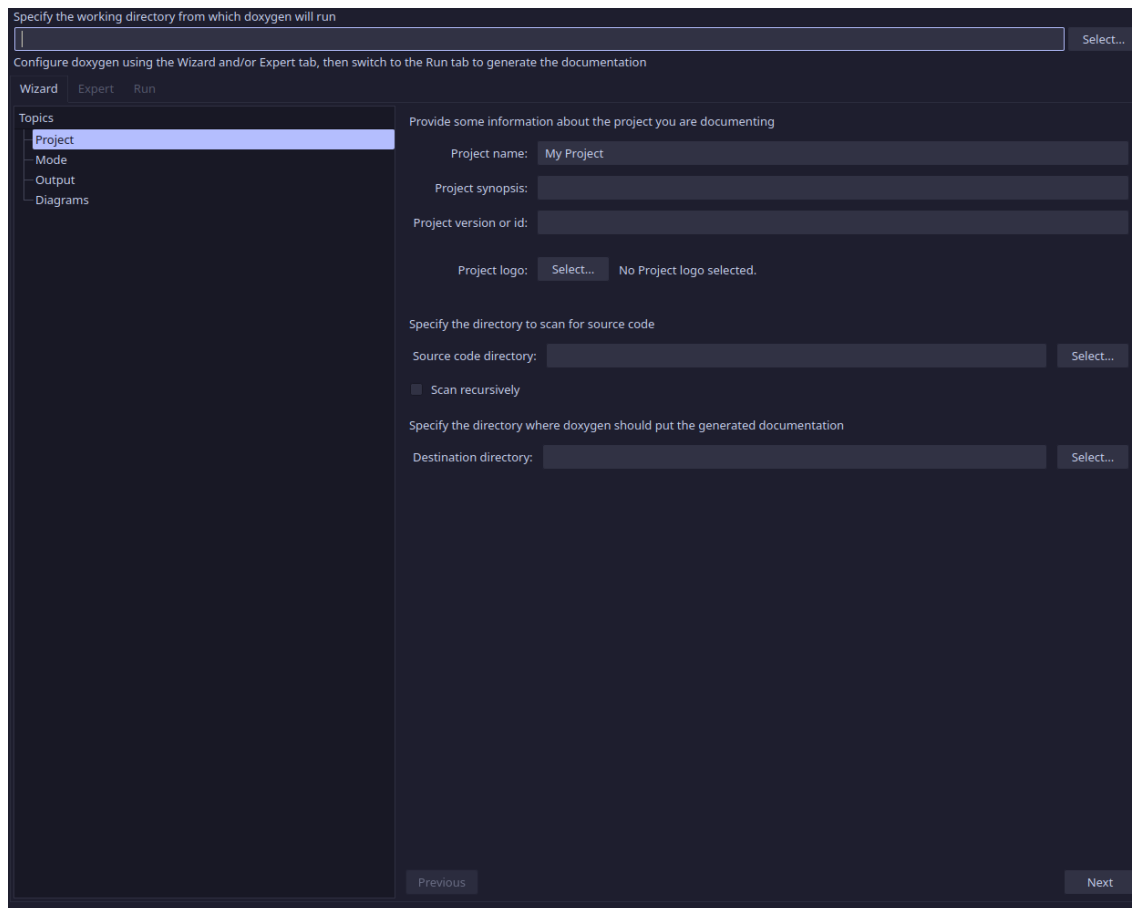 Specify the working directory from which doxygen will run
Select...
Configure doxygen using the Wizard and/or Expert tab, then switch to the Run tab to generate the documentation
Wizard Expert Run
Topics
Project
Mode
Output
Diagrams
Provide some information about the project you are documenting
Project name: My Project
Project synopsis:
Project version or id:
Project logo: Select... No Project logo selected.
Specify the directory to scan for source code
Source code directory: Select...
Scan recursively
Specify the directory where doxygen should put the generated documentation
Destination directory: Select...
Previous Next